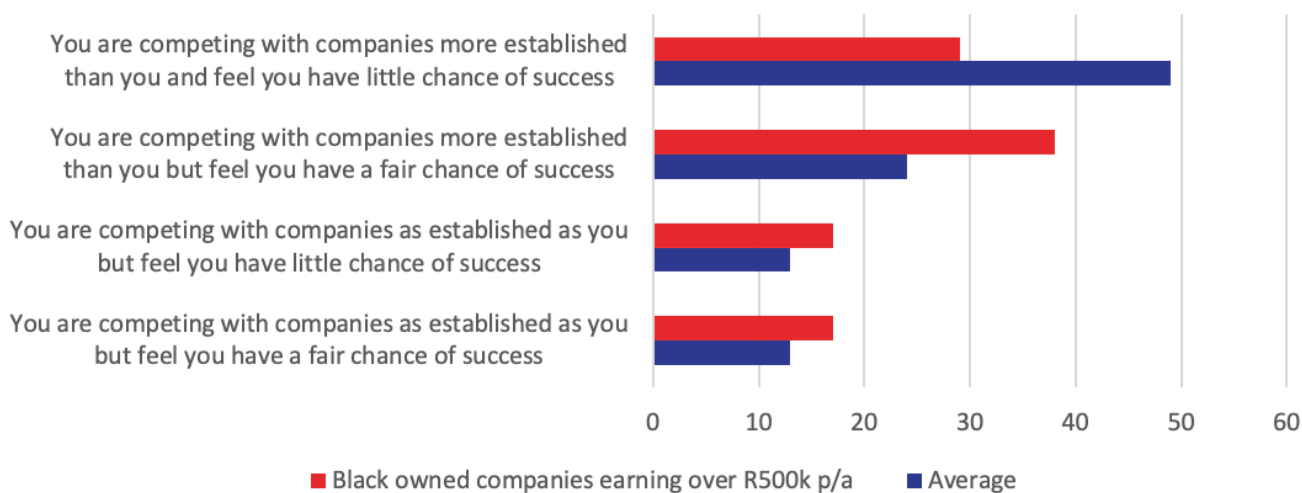 You are competing with companies more established
than you and feel you have little chance of success
You are competing with companies more established
than you but feel you have a fair chance of success
You are competing with companies as established as you
but feel you have little chance of success
You are competing with companies as established as you
but feel you have a fair chance of success
0 10 20 30 40 50 60
Black owned companies earning over R500k p/a Average